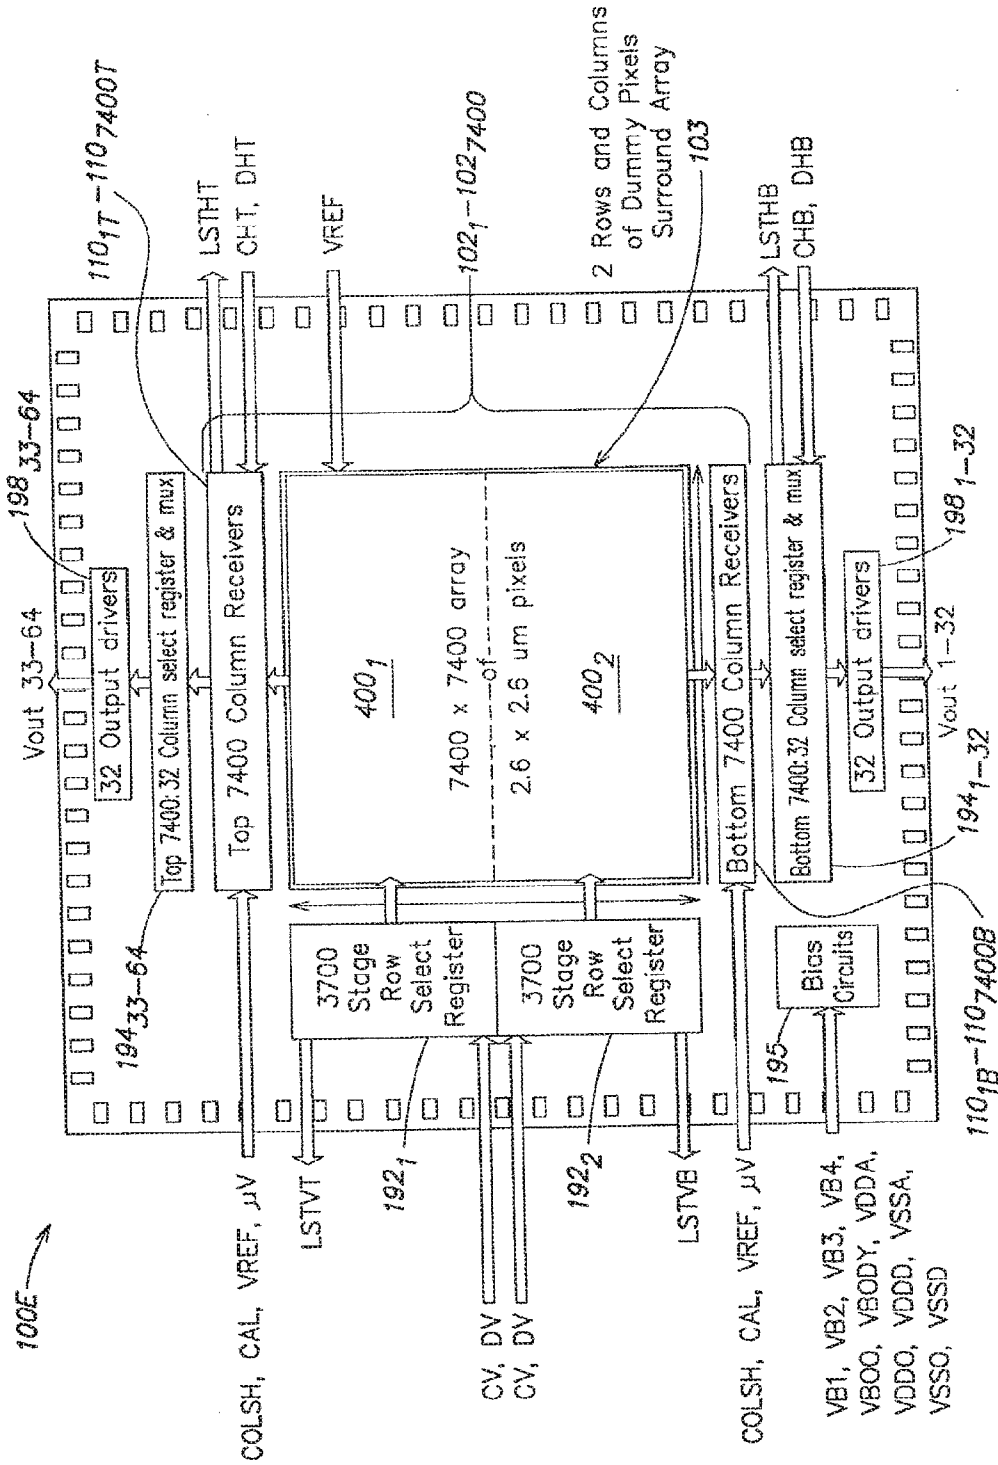 100E
Vout 33-64
198 33-64
110 1T - 110 7400T
32 Output drivers
LSTHT
194 33-64
Top 7400:32 Column select register & mux
CHT, DHT
COLSH, CAL, VREF, µV
Top 7400 Column Receivers
VREF
LSTVT
3700
Stage
Row
Select
Register
400 1
102 1 - 102 7400
192 1
7400 x 7400 array
of
2.6 x 2.6 um pixels
CV, DV
CV, DV
3700
Stage
Row
Select
Register
400 2
2 Rows and Columns
of Dummy Pixels
Surround Array
103
192 2
LSTVB
COLSH, CAL, VREF, µV
Bottom 7400 Column Receivers
LSTHB
195
Bias
Circuits
Bottom 7400:32 Column select register & mux
CHB, DHB
VB1, VB2, VB3, VB4,
VBOO, VBODY, VDDA,
VDDO, VDDD, VSSA,
VSSO, VSSD
32 Output drivers
198 1-32
Vout 1-32
194 1-32
110 1B - 110 7400B